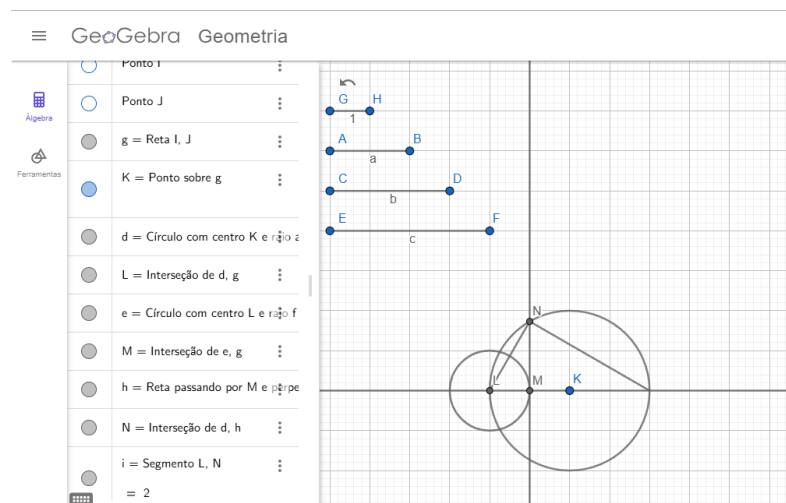 GeoGebra Geometria
Álgebra
Ferramentas
Ponto I
Ponto J
g = Reta I, J
K = Ponto sobre g
d = Círculo com centro K e raio a
L = Interseção de d, g
e = Círculo com centro L e raio f
M = Interseção de e, g
h = Reta passando por M e perpe
N = Interseção de d, h
i = Segmento L, N
= 2
G H
1
A B
a
C D
b
E F
c
N
L M K